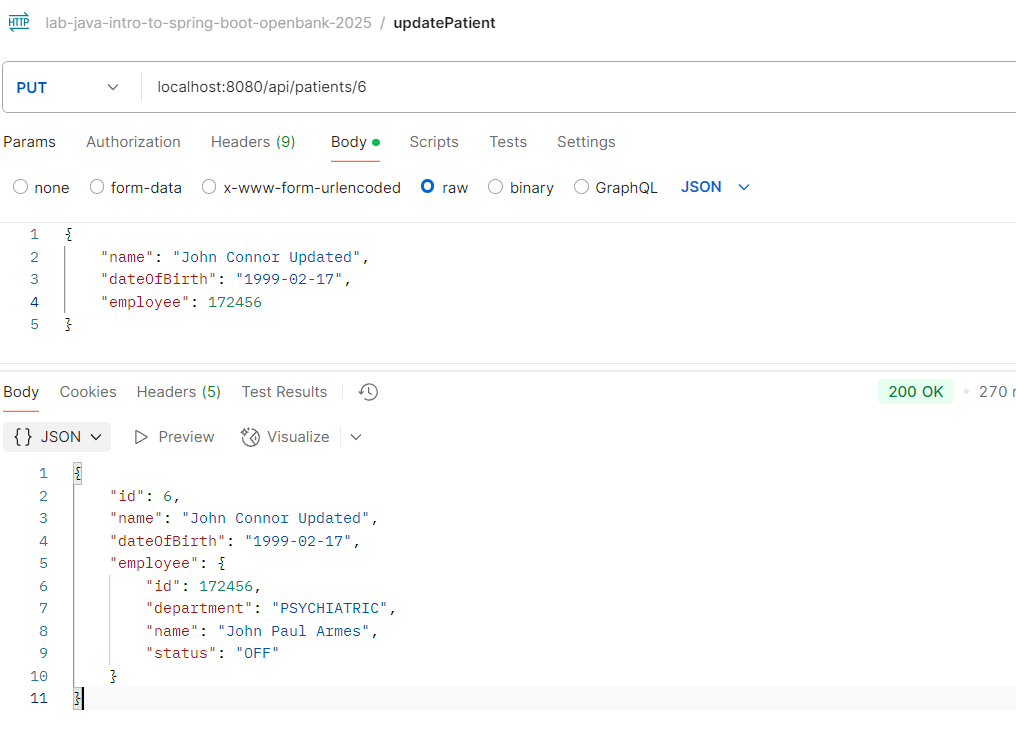 HTTP lab-java-intro-to-spring-boot-openbank-2025 / updatePatient
PUT localhost:8080/api/patients/6
Params Authorization Headers (9) Body Scripts Tests Settings
none form-data x-www-form-urlencoded raw binary GraphQL JSON
1 {
2 "name": "John Connor Updated",
3 "dateOfBirth": "1999-02-17",
4 "employee": 172456
5 }
Body Cookies Headers (5) Test Results 200 OK 270
{} JSON Preview Visualize
1 {
2 "id": 6,
3 "name": "John Connor Updated",
4 "dateOfBirth": "1999-02-17",
5 "employee": {
6 "id": 172456,
7 "department": "PSYCHIATRIC",
8 "name": "John Paul Armes",
9 "status": "OFF"
10 }
11 }